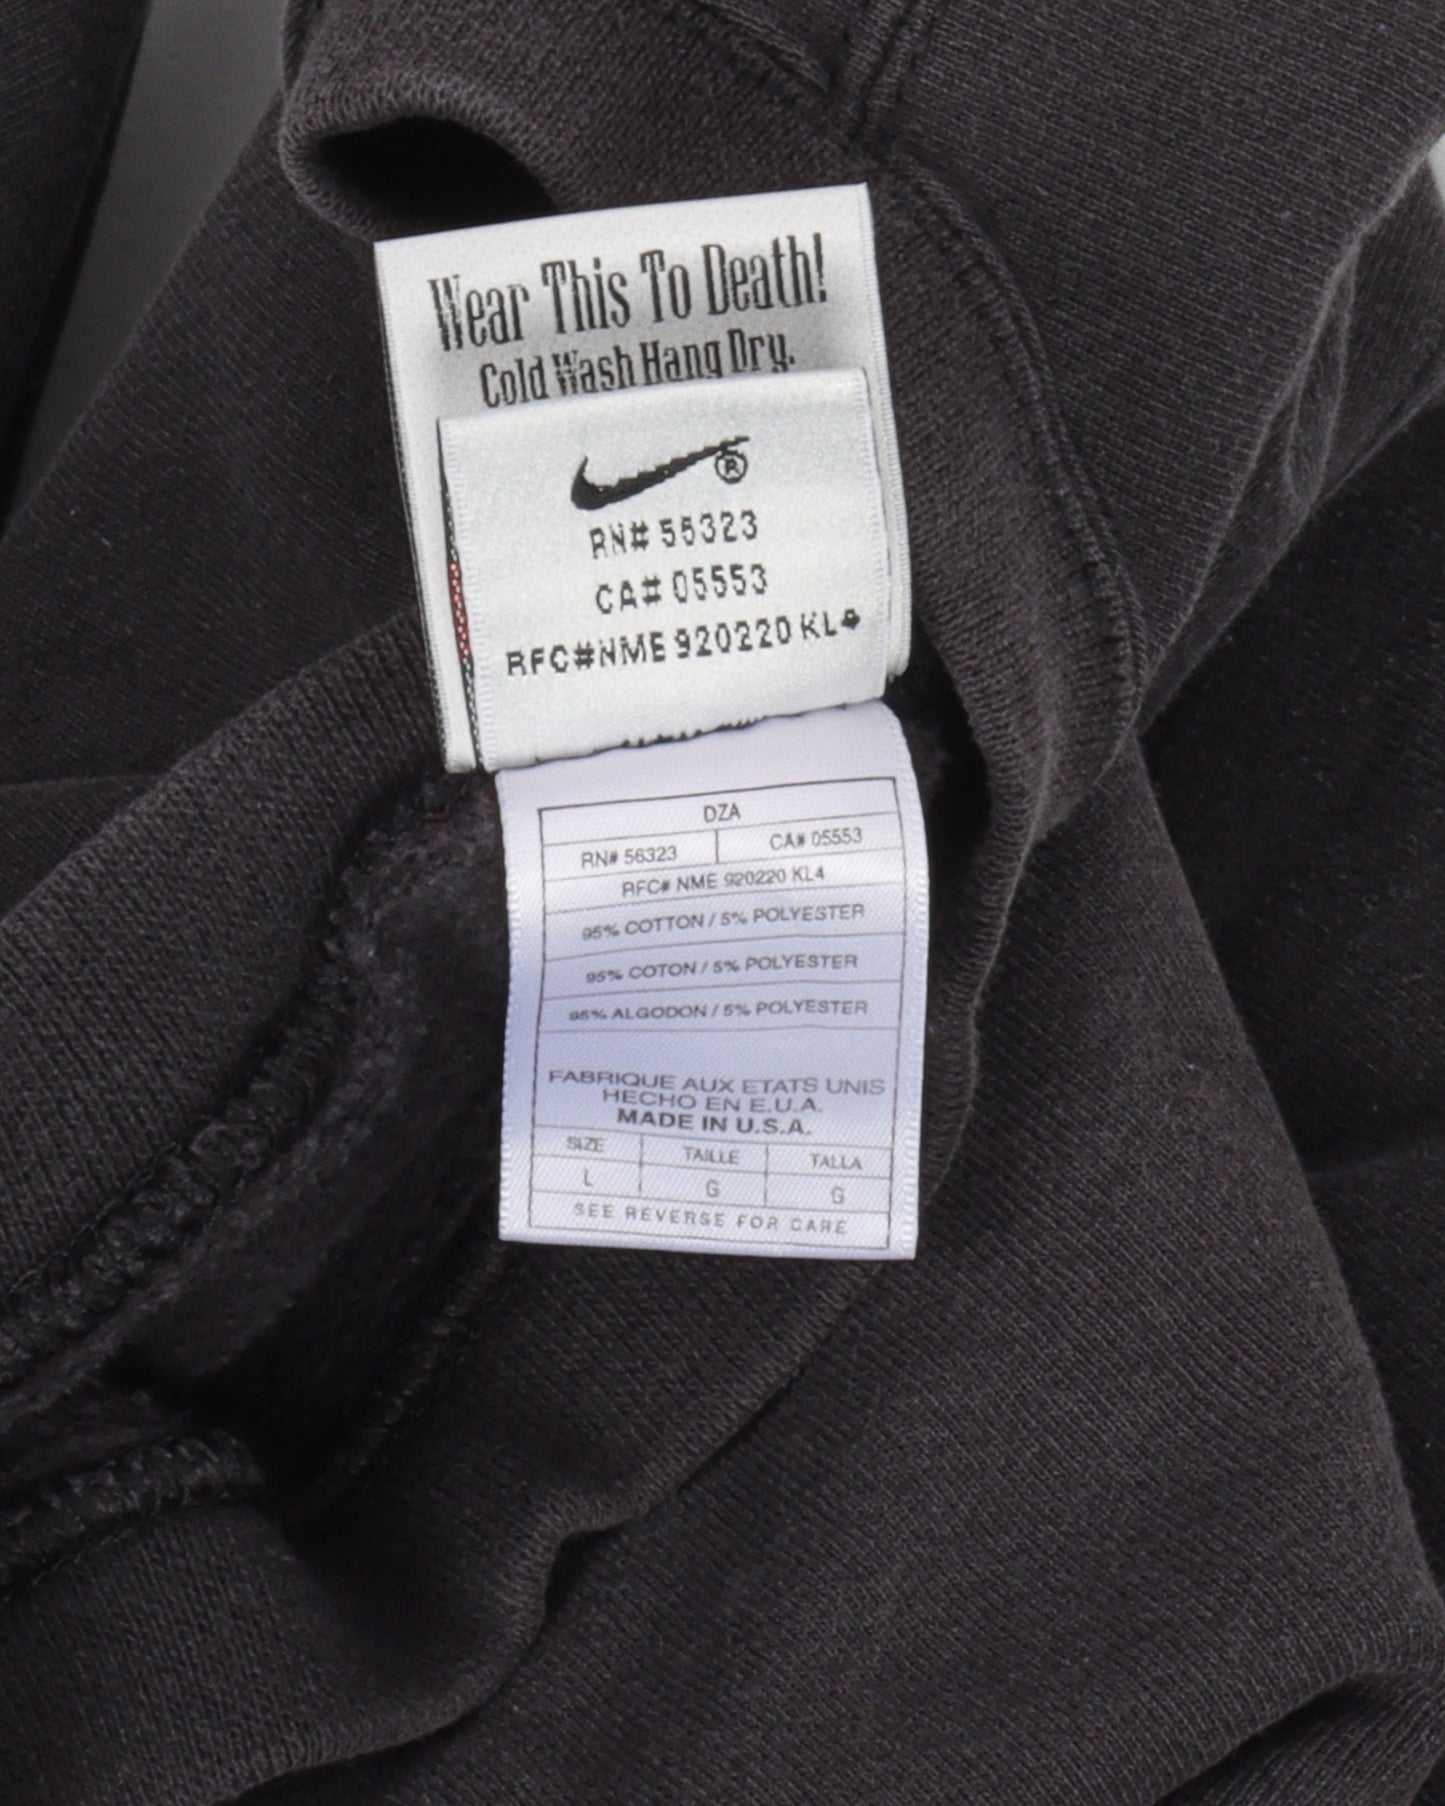 Wear This To Death!
Cold Wash Hang Dry.
®
RN# 56323
CA# 05553
RFC#NME 920220 KL4
DZA
RN# 56323 CA# 05553
RFC# NME 920220 KL4
95% COTTON / 5% POLYESTER
95% COTON / 5% POLYESTER
95% ALGODON / 5% POLYESTER
FABRIQUE AUX ETATS UNIS
HECHO EN E.U.A.
MADE IN U.S.A.
SIZE TAILLE TALLA
L G G
SEE REVERSE FOR CARE